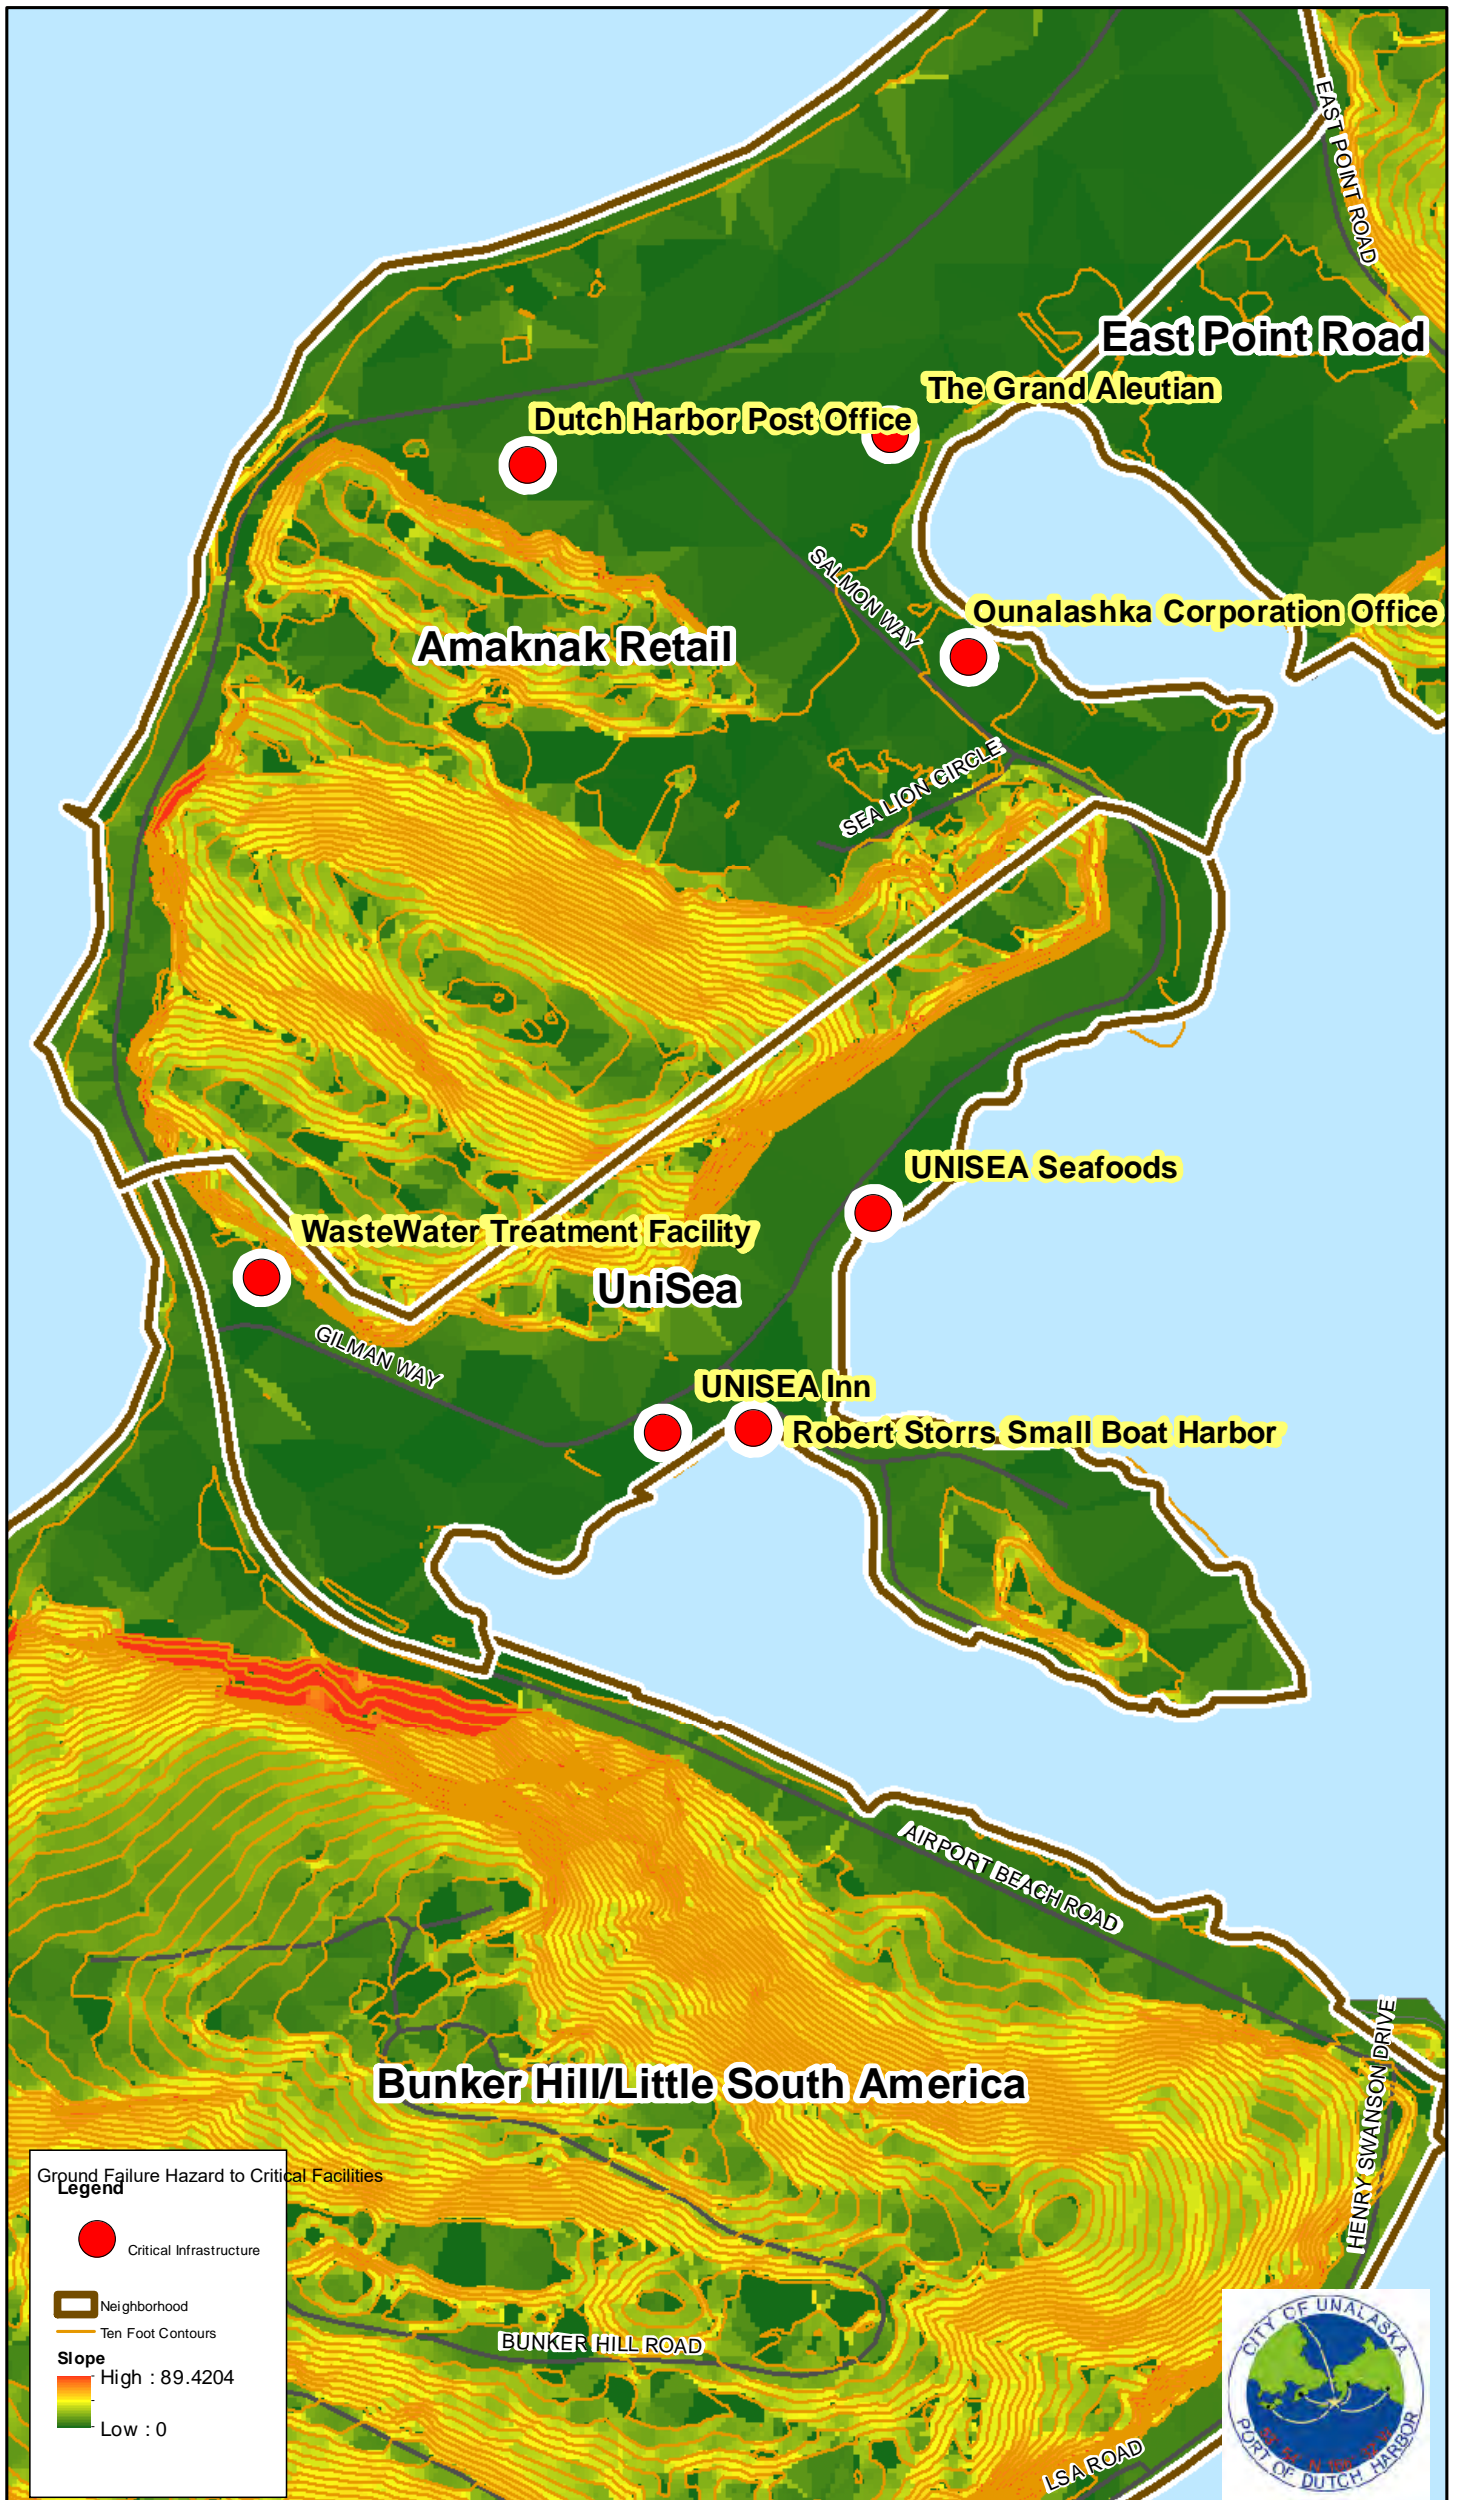 EAST POINT ROAD
East Point Road
The Grand Aleutian
Dutch Harbor Post Office
SALMON WAY
Ounalashka Corporation Office
Amaknak Retail
SEA LION CIRCLE
UNISEA Seafoods
WasteWater Treatment Facility
UniSea
GILMAN WAY
UNISEA Inn
Robert Storrs Small Boat Harbor
AIRPORT BEACH ROAD
HENRY SWANSON DRIVE
Bunker Hill/Little South America
Ground Failure Hazard to Critical Facilities
Legend
Critical Infrastructure
Neighborhood
Ten Foot Contours
Slope
High : 89.4204
Low : 0
BUNKER HILL ROAD
LSA ROAD
CITY OF UNALASKA
PORT OF DUTCH HARBOR